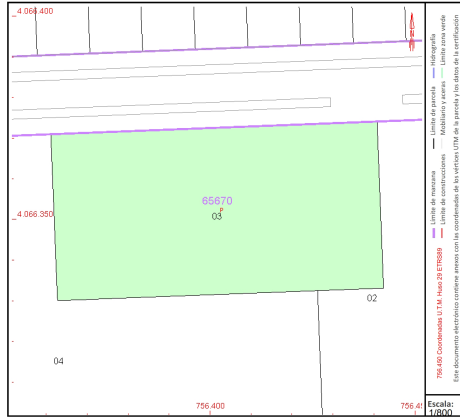 4.066.400
65670
P
03
4.066.350
02
04
756.400
756.45
Límite de manzana
Límite de parcela
Hidrografía
Límite de construcciones
Mobiliario y aceras
Límite zona verde
756.450 Coordenadas U.T.M. Huso 29 ETRS89
Este documento electrónico contiene anexos con las coordenadas de los vértices UTM de la parcela y los datos de la certificación
Escala:
1/800